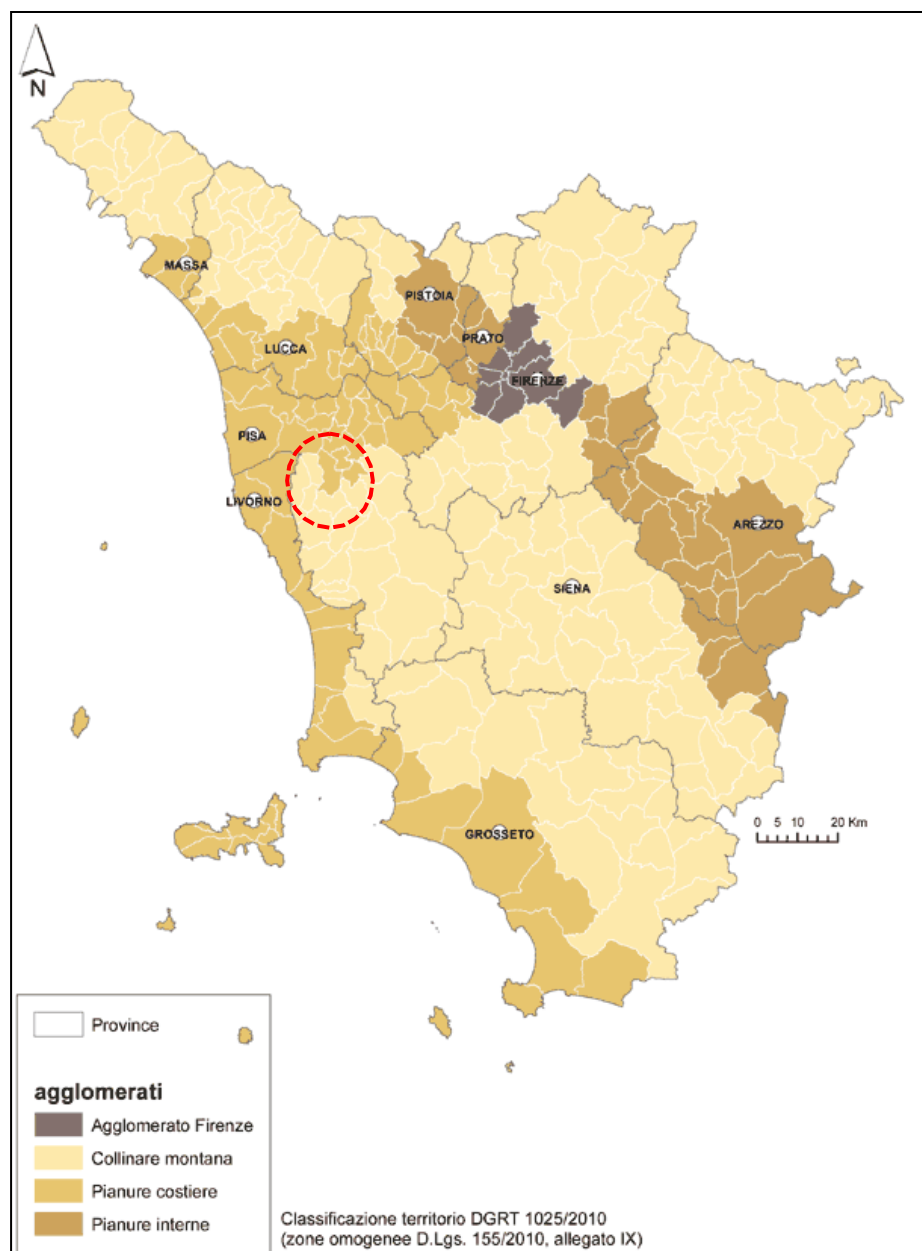 N
MASSA
PISTOIA
PRATO
LUCCA
FIRENZE
PISA
LIVORNO
AREZZO
SIENA
GROSSETO
0 5 10 20 Km
Province
agglomerati
Agglomerato Firenze
Collinare montana
Pianure costiere
Pianure interne
Classificazione territorio DGRT 1025/2010
(zone omogenee D.Lgs. 155/2010, allegato IX)